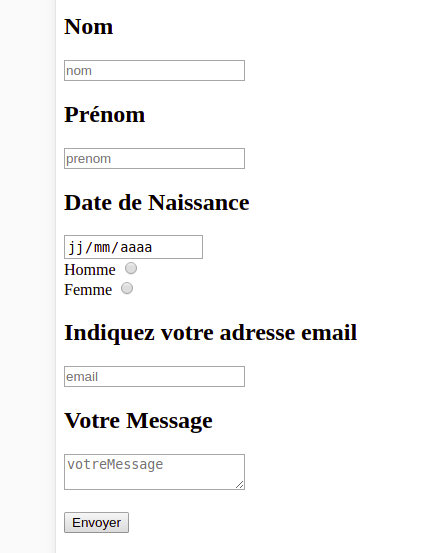 Nom
nom
Prénom
prenom
Date de Naissance
jj/mm/aaaa
Homme
Femme
Indiquez votre adresse email
email
Votre Message
votreMessage
Envoyer